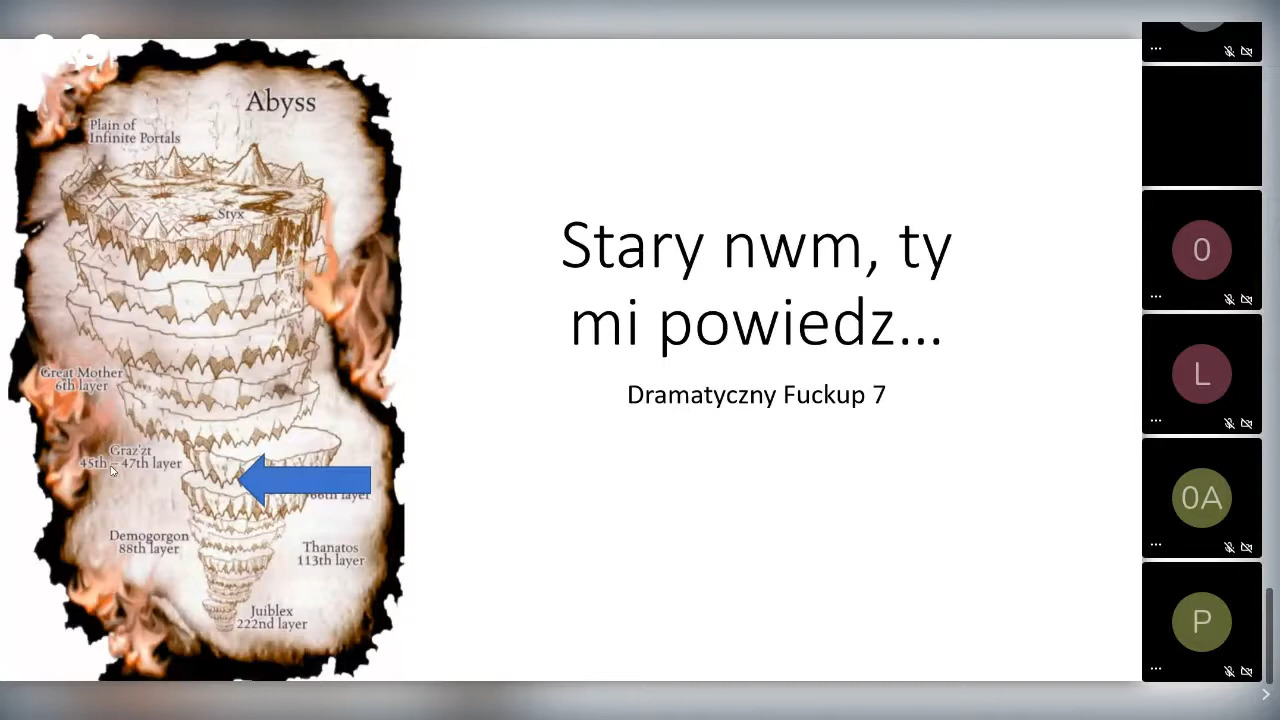 Abyss
Plain of
Infinite Portals
Styx
Great Mother
6th layer
Graz'zt
45th – 47th layer
66th layer
Demogorgon
88th layer
Thanatos
113th layer
Juiblex
222nd layer
Stary nwm, ty
mi powiedz...
Dramatyczny Fuckup 7
0
L
0A
P